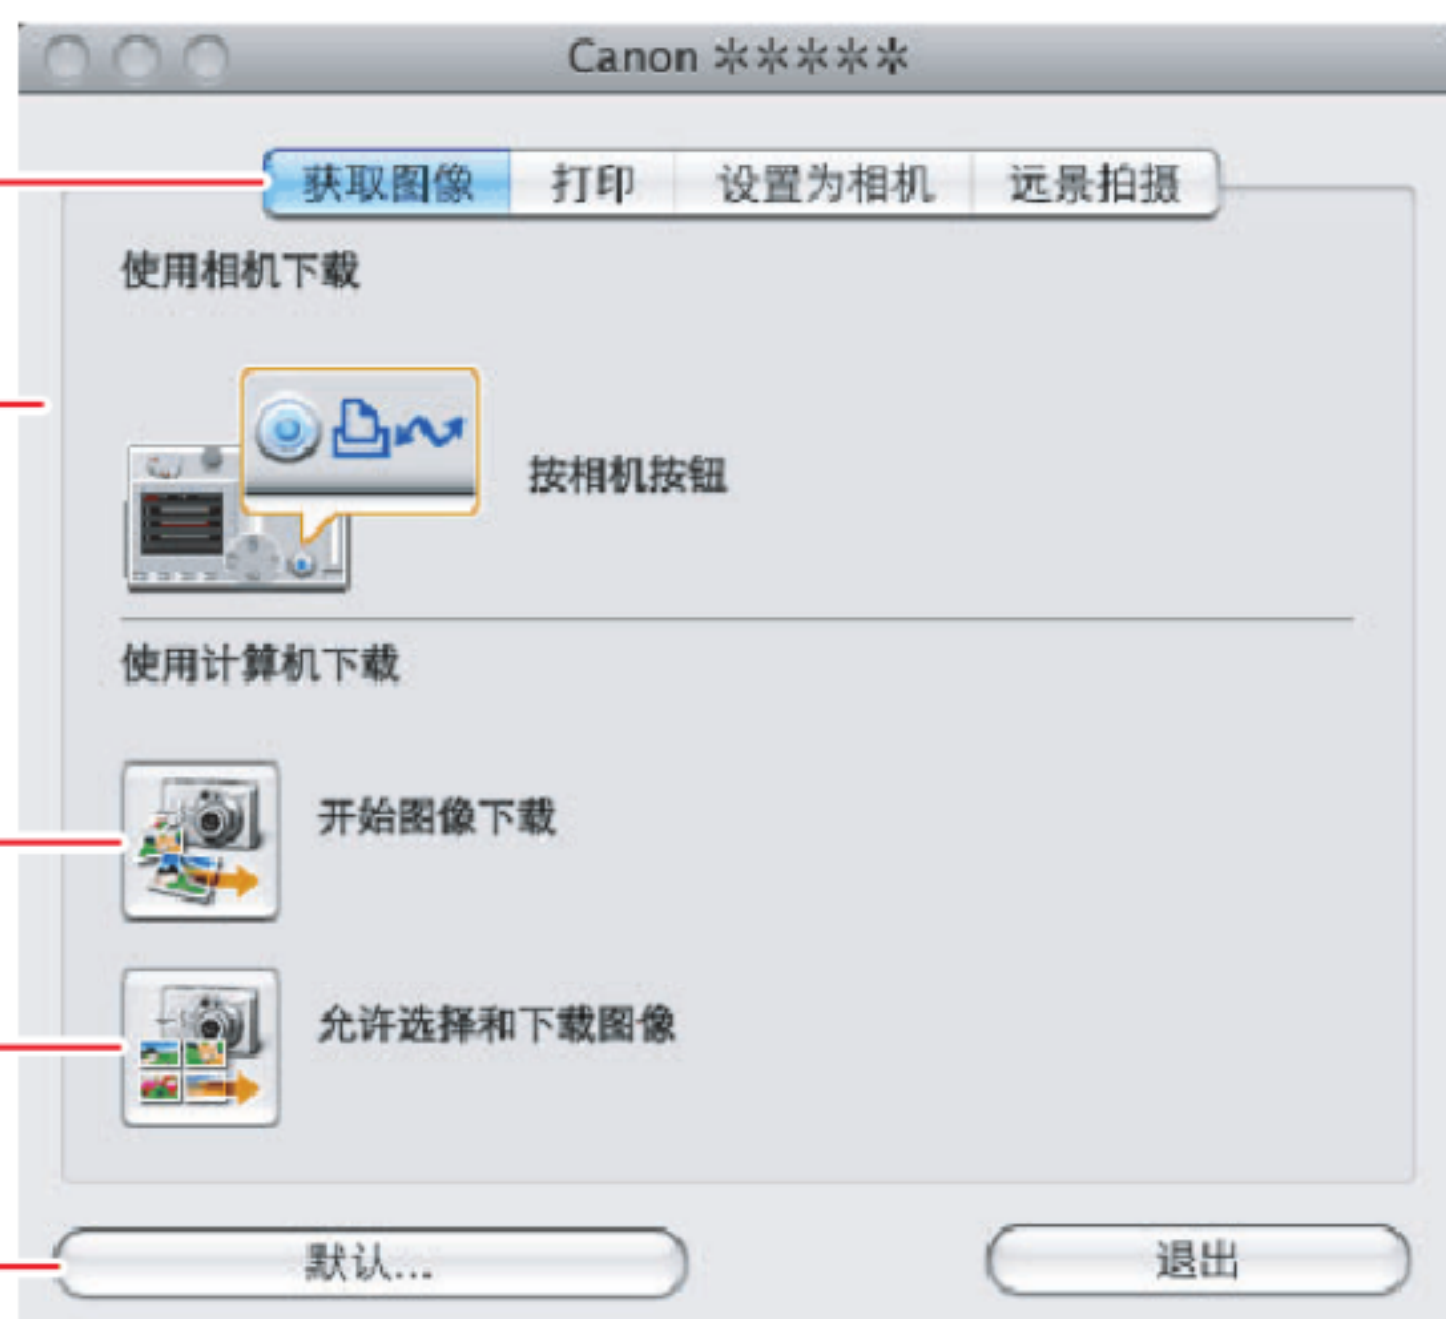 Canon *****
获取图像 打印 设置为相机 远景拍摄
使用相机下载
按相机按钮
使用计算机下载
开始图像下载
允许选择和下载图像
默认... 退出